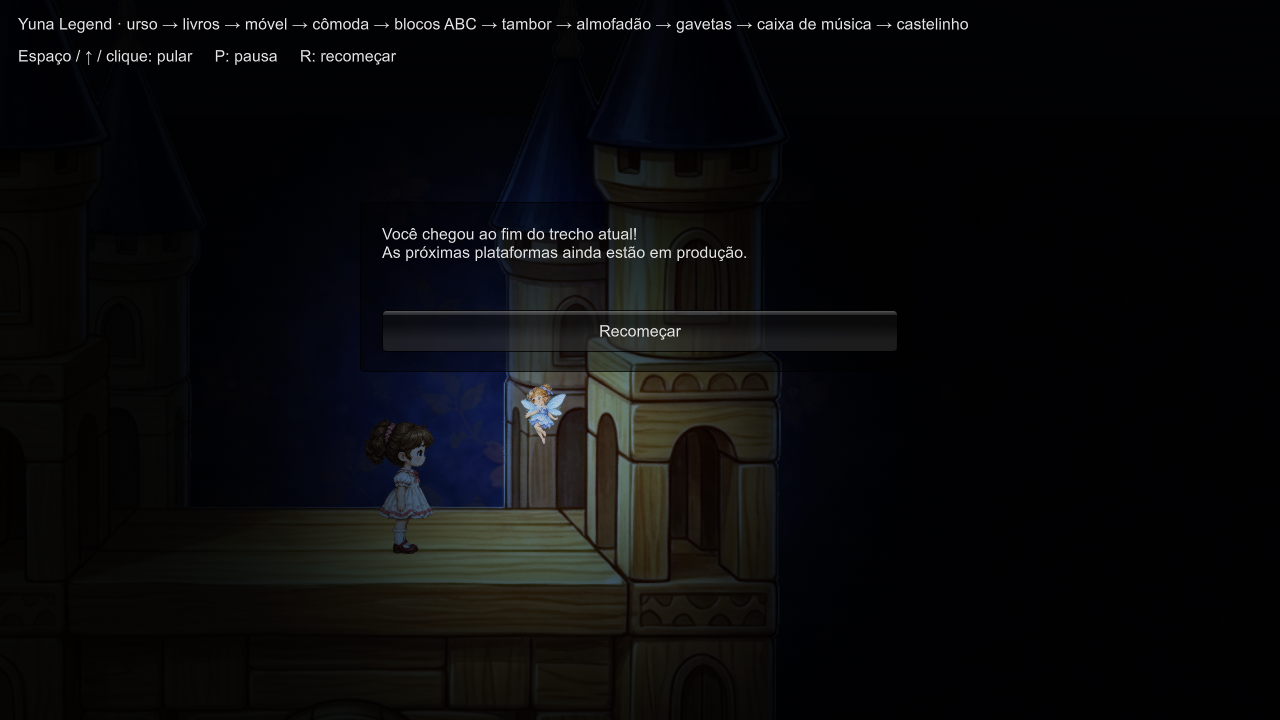 Yuna Legend · urso → livros → móvel → cômoda → blocos ABC → tambor → almofadão → gavetas → caixa de música → castelinho
Espaço / ↑ / clique: pular P: pausa R: recomeçar
Você chegou ao fim do trecho atual!
As próximas plataformas ainda estão em produção.
Recomeçar